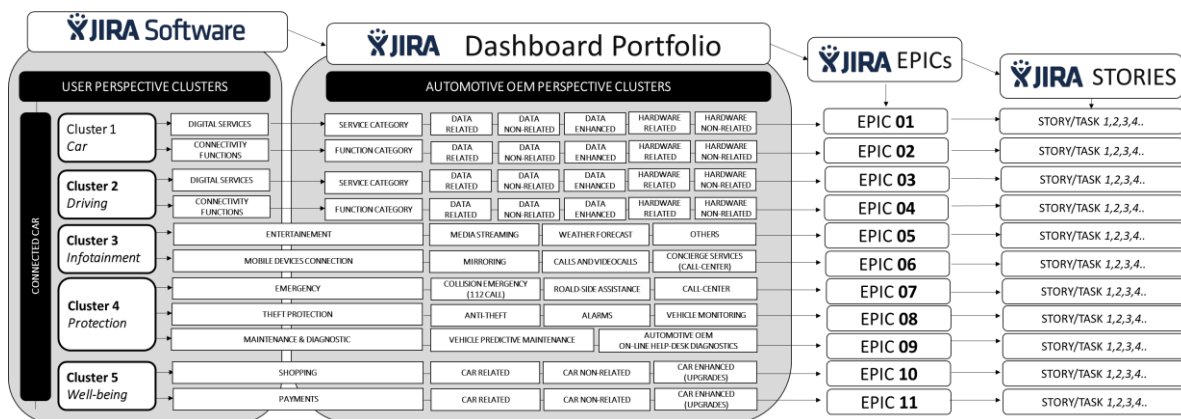 JIRA Software
JIRA Dashboard Portfolio
JIRA EPICs
JIRA STORIES
USER PERSPECTIVE CLUSTERS
AUTOMOTIVE OEM PERSPECTIVE CLUSTERS
CONNECTED CAR
Cluster 1
Car
DIGITAL SERVICES
SERVICE CATEGORY
DATA
RELATED
DATA
NON-RELATED
DATA
ENHANCED
HARDWARE
RELATED
HARDWARE
NON-RELATED
EPIC 01
STORY/TASK 1,2,3,4..
CONNECTIVITY
FUNCTIONS
FUNCTION CATEGORY
DATA
RELATED
DATA
NON-RELATED
DATA
ENHANCED
HARDWARE
RELATED
HARDWARE
NON-RELATED
EPIC 02
STORY/TASK 1,2,3,4..
Cluster 2
Driving
DIGITAL SERVICES
SERVICE CATEGORY
DATA
RELATED
DATA
NON-RELATED
DATA
ENHANCED
HARDWARE
RELATED
HARDWARE
NON-RELATED
EPIC 03
STORY/TASK 1,2,3,4..
CONNECTIVITY
FUNCTIONS
FUNCTION CATEGORY
DATA
RELATED
DATA
NON-RELATED
DATA
ENHANCED
HARDWARE
RELATED
HARDWARE
NON-RELATED
EPIC 04
STORY/TASK 1,2,3,4..
Cluster 3
Infotainment
ENTERTAINEMENT
MEDIA STREAMING
WEATHER FORECAST
OTHERS
EPIC 05
STORY/TASK 1,2,3,4..
MOBILE DEVICES CONNECTION
MIRRORING
CALLS AND VIDEOCALLS
CONCIERGE SERVICES
(CALL-CENTER)
EPIC 06
STORY/TASK 1,2,3,4..
Cluster 4
Protection
EMERGENCY
COLLISION EMERGENCY
(112 CALL)
ROALD-SIDE ASSISTANCE
CALL-CENTER
EPIC 07
STORY/TASK 1,2,3,4..
THEFT PROTECTION
ANTI-THEFT
ALARMS
VEHICLE MONITORING
EPIC 08
STORY/TASK 1,2,3,4..
MAINTENANCE & DIAGNOSTIC
VEHICLE PREDICTIVE MAINTENANCE
AUTOMOTIVE OEM
ON-LINE HELP-DESK DIAGNOSTICS
EPIC 09
STORY/TASK 1,2,3,4..
Cluster 5
Well-being
SHOPPING
CAR RELATED
CAR NON-RELATED
CAR ENHANCED
(UPGRADES)
EPIC 10
STORY/TASK 1,2,3,4..
PAYMENTS
CAR RELATED
CAR NON-RELATED
CAR ENHANCED
(UPGRADES)
EPIC 11
STORY/TASK 1,2,3,4..